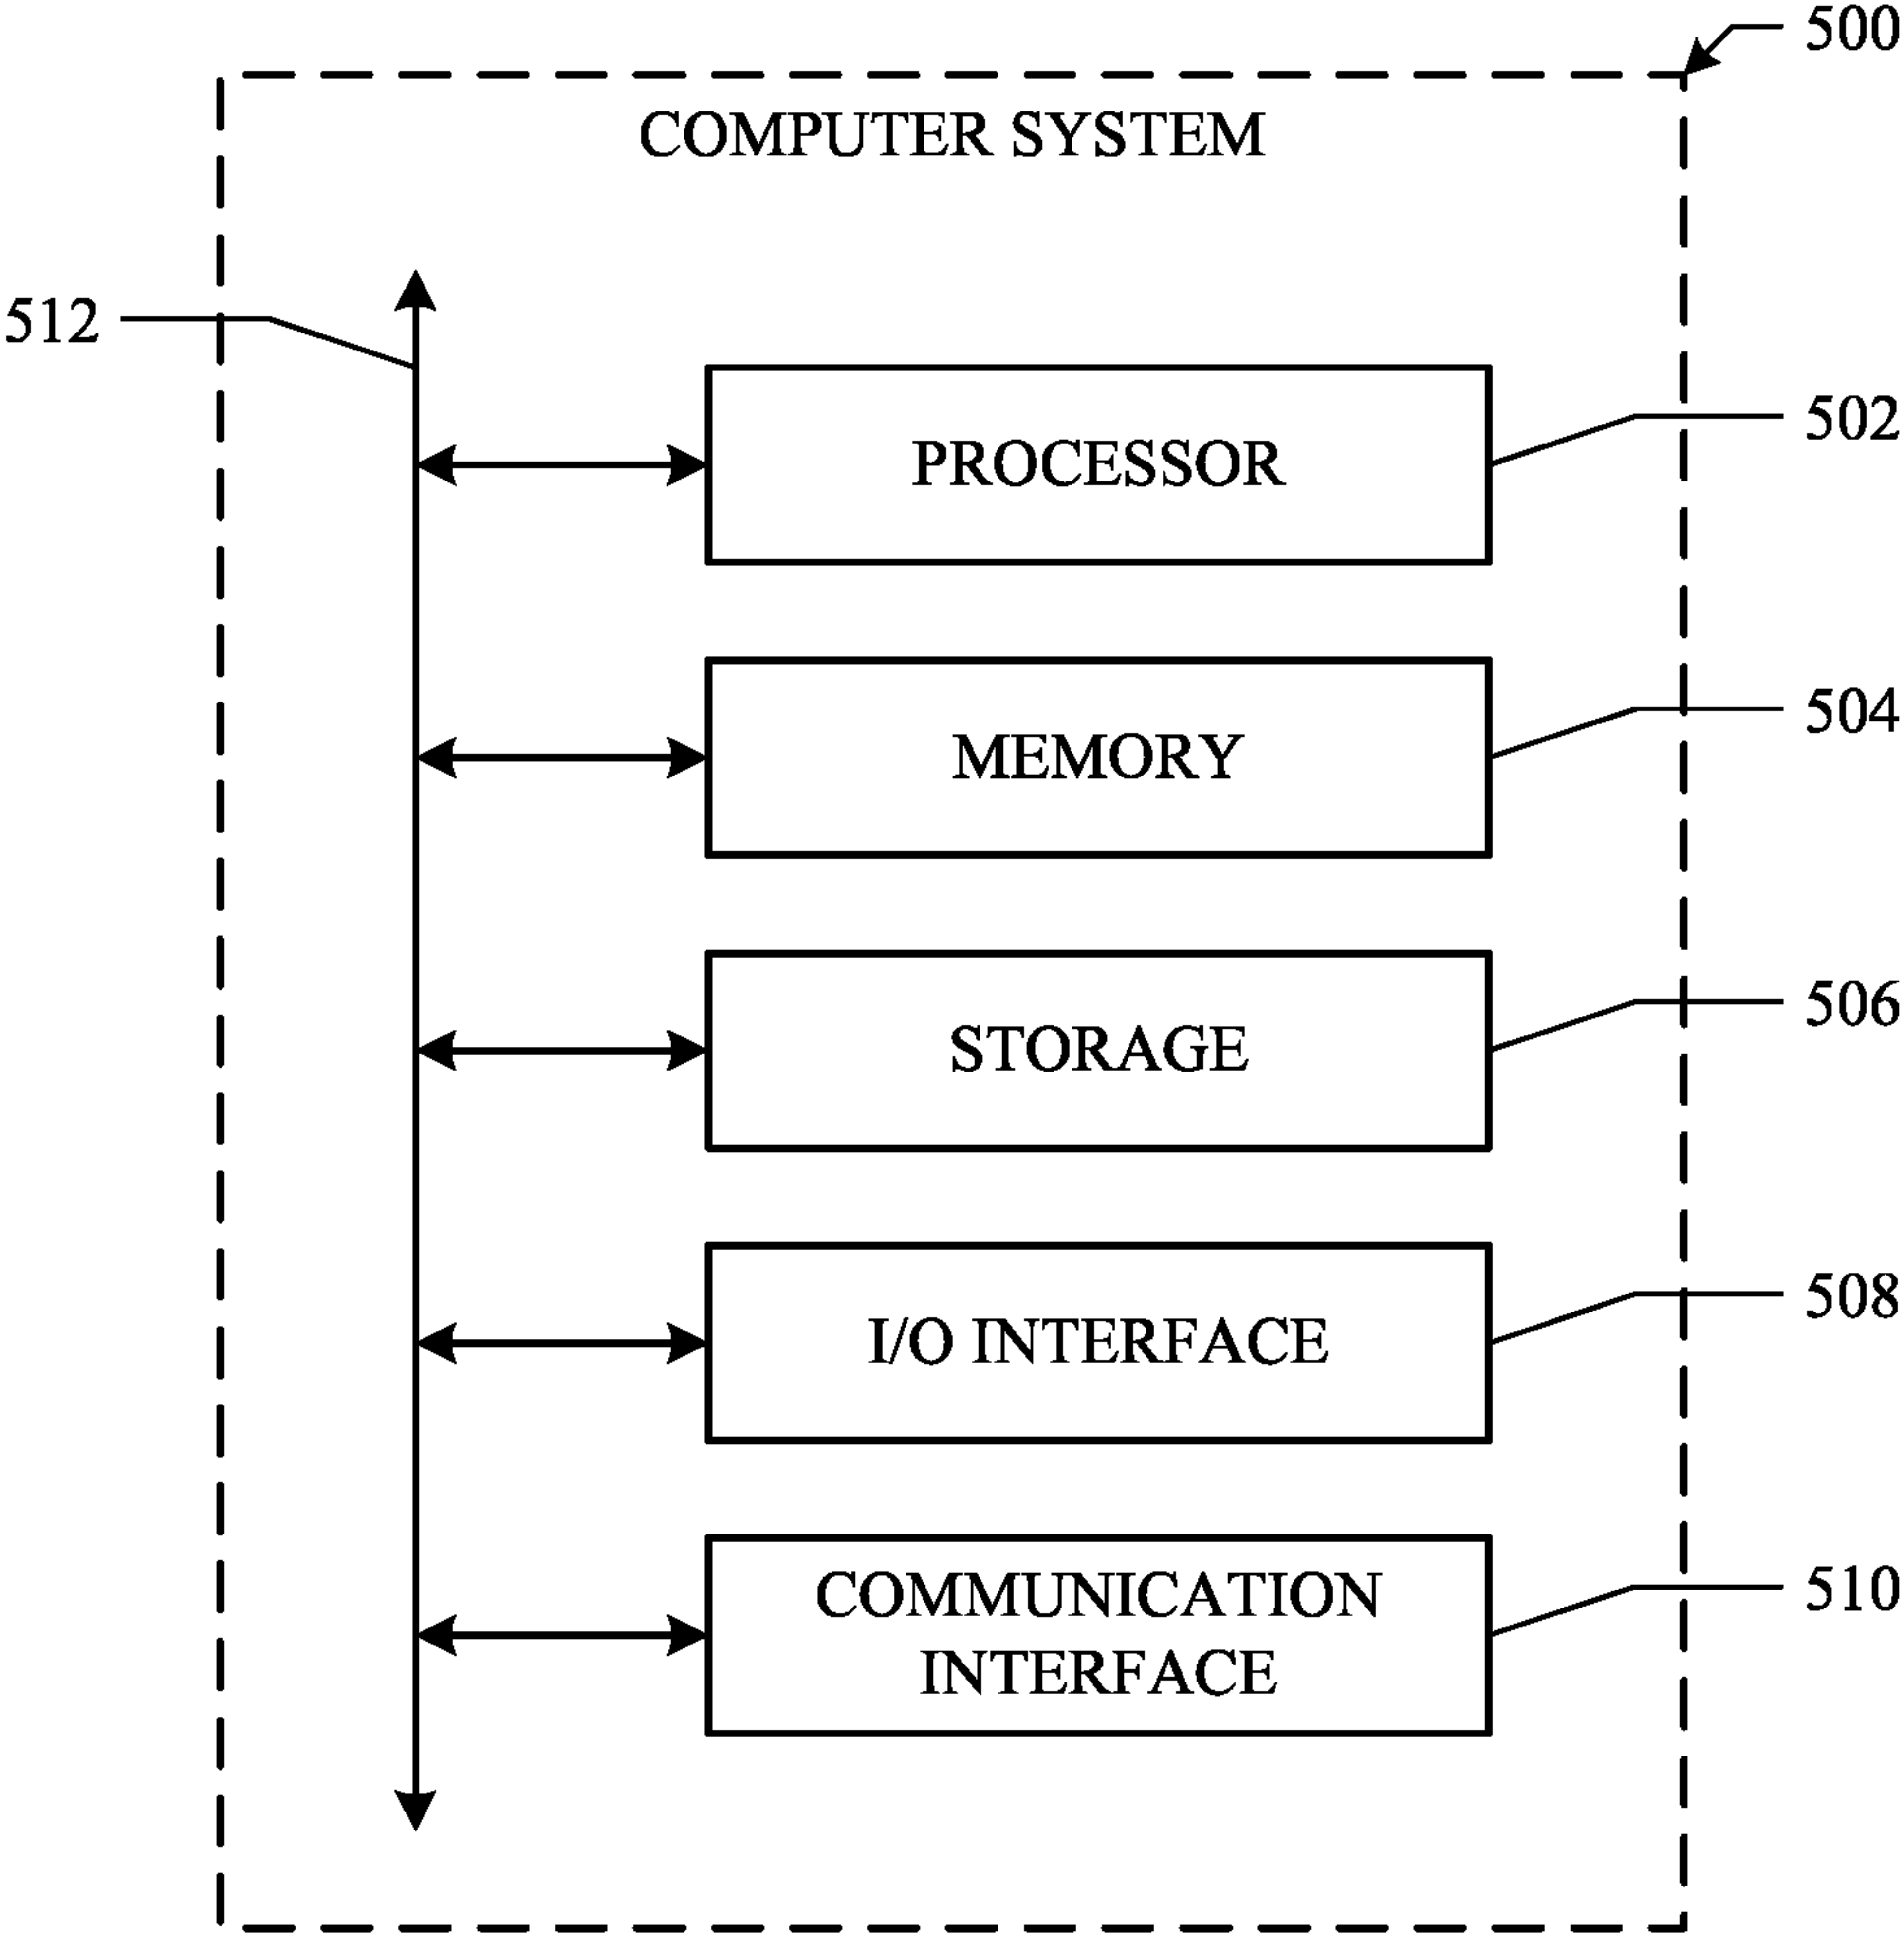 500
COMPUTER SYSTEM
512
502
PROCESSOR
504
MEMORY
506
STORAGE
508
I/O INTERFACE
510
COMMUNICATION
INTERFACE